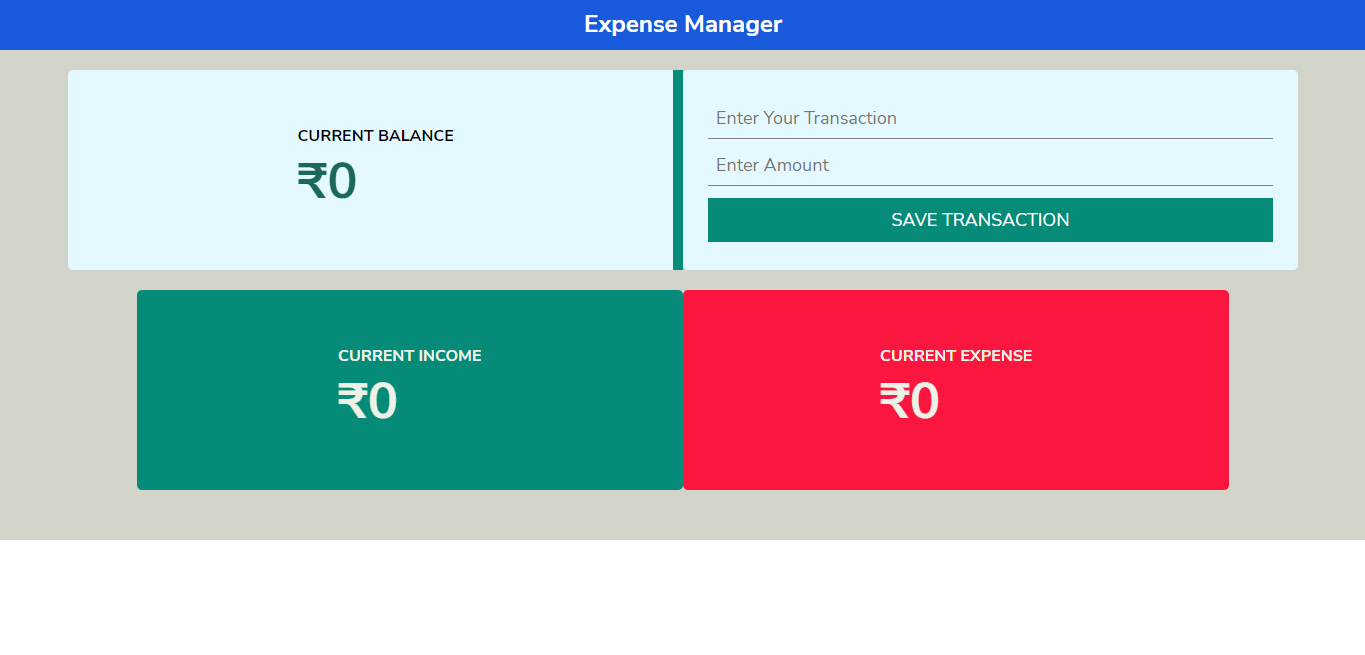 Expense Manager
CURRENT BALANCE
₹0
Enter Your Transaction
Enter Amount
SAVE TRANSACTION
CURRENT INCOME
₹0
CURRENT EXPENSE
₹0